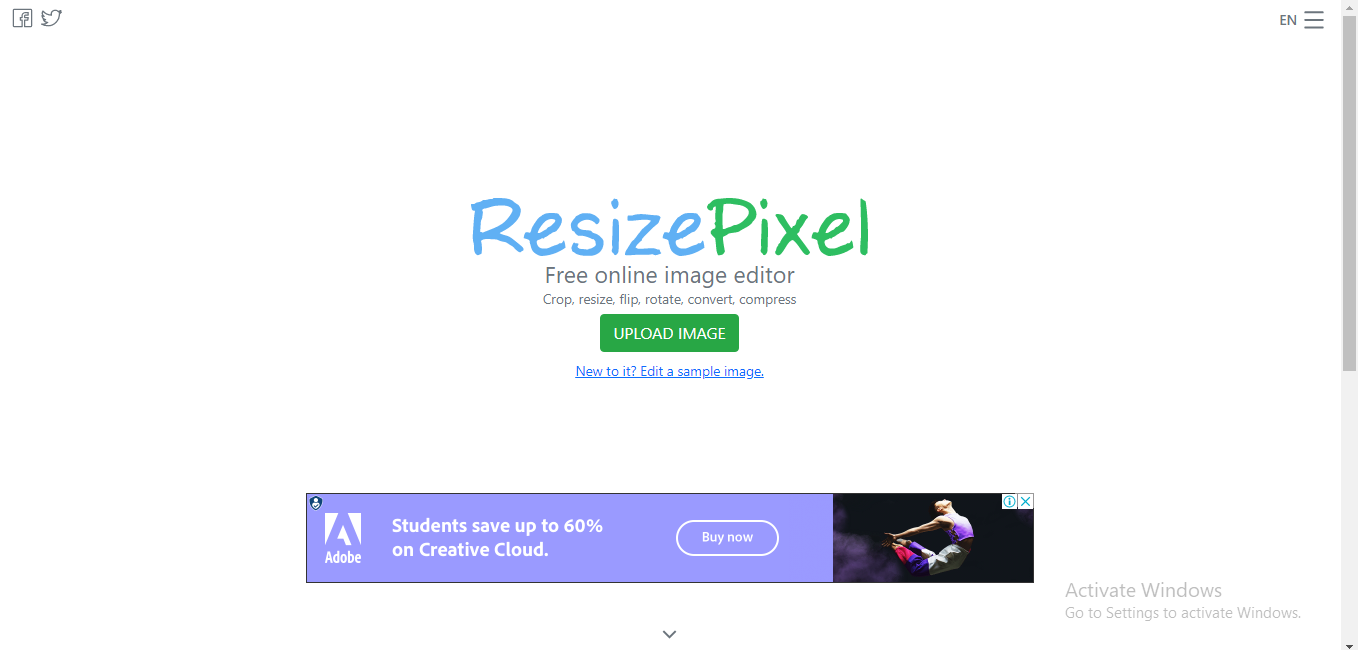 EN
ResizePixel
Free online image editor
Crop, resize, flip, rotate, convert, compress
UPLOAD IMAGE
New to it? Edit a sample image.
Students save up to 60%
on Creative Cloud.
Adobe
Buy now
Activate Windows
Go to Settings to activate Windows.